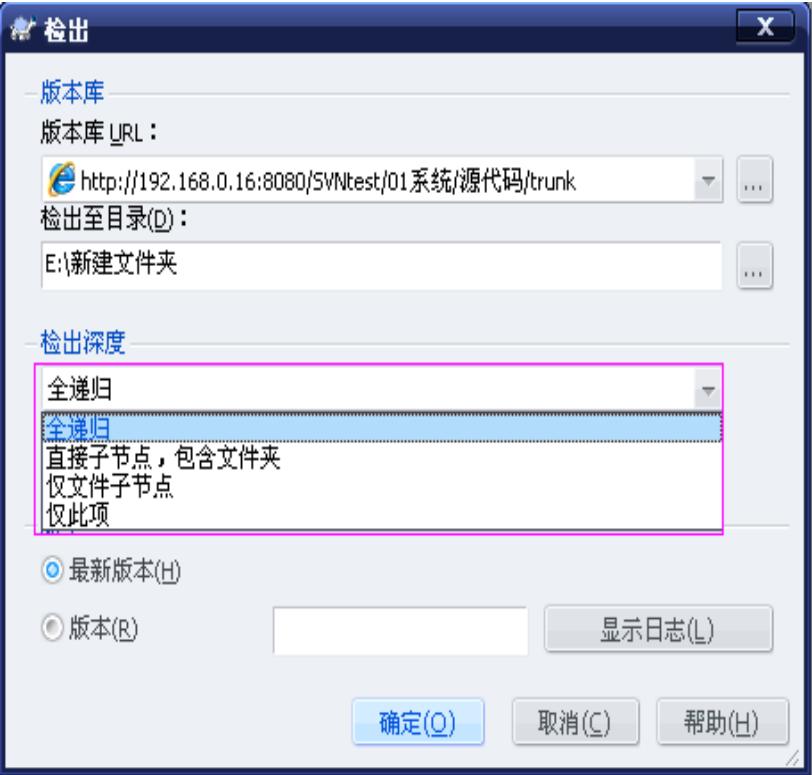 检出
X
版本库
版本库 URL：
http://192.168.0.16:8080/SVNtest/01系统/源代码/trunk
...
检出至目录(D)：
E:\新建文件夹
...
检出深度
全递归
全递归
直接子节点，包含文件夹
仅文件子节点
仅此项
最新版本(H)
版本(R)
显示日志(L)
确定(O)
取消(C)
帮助(H)